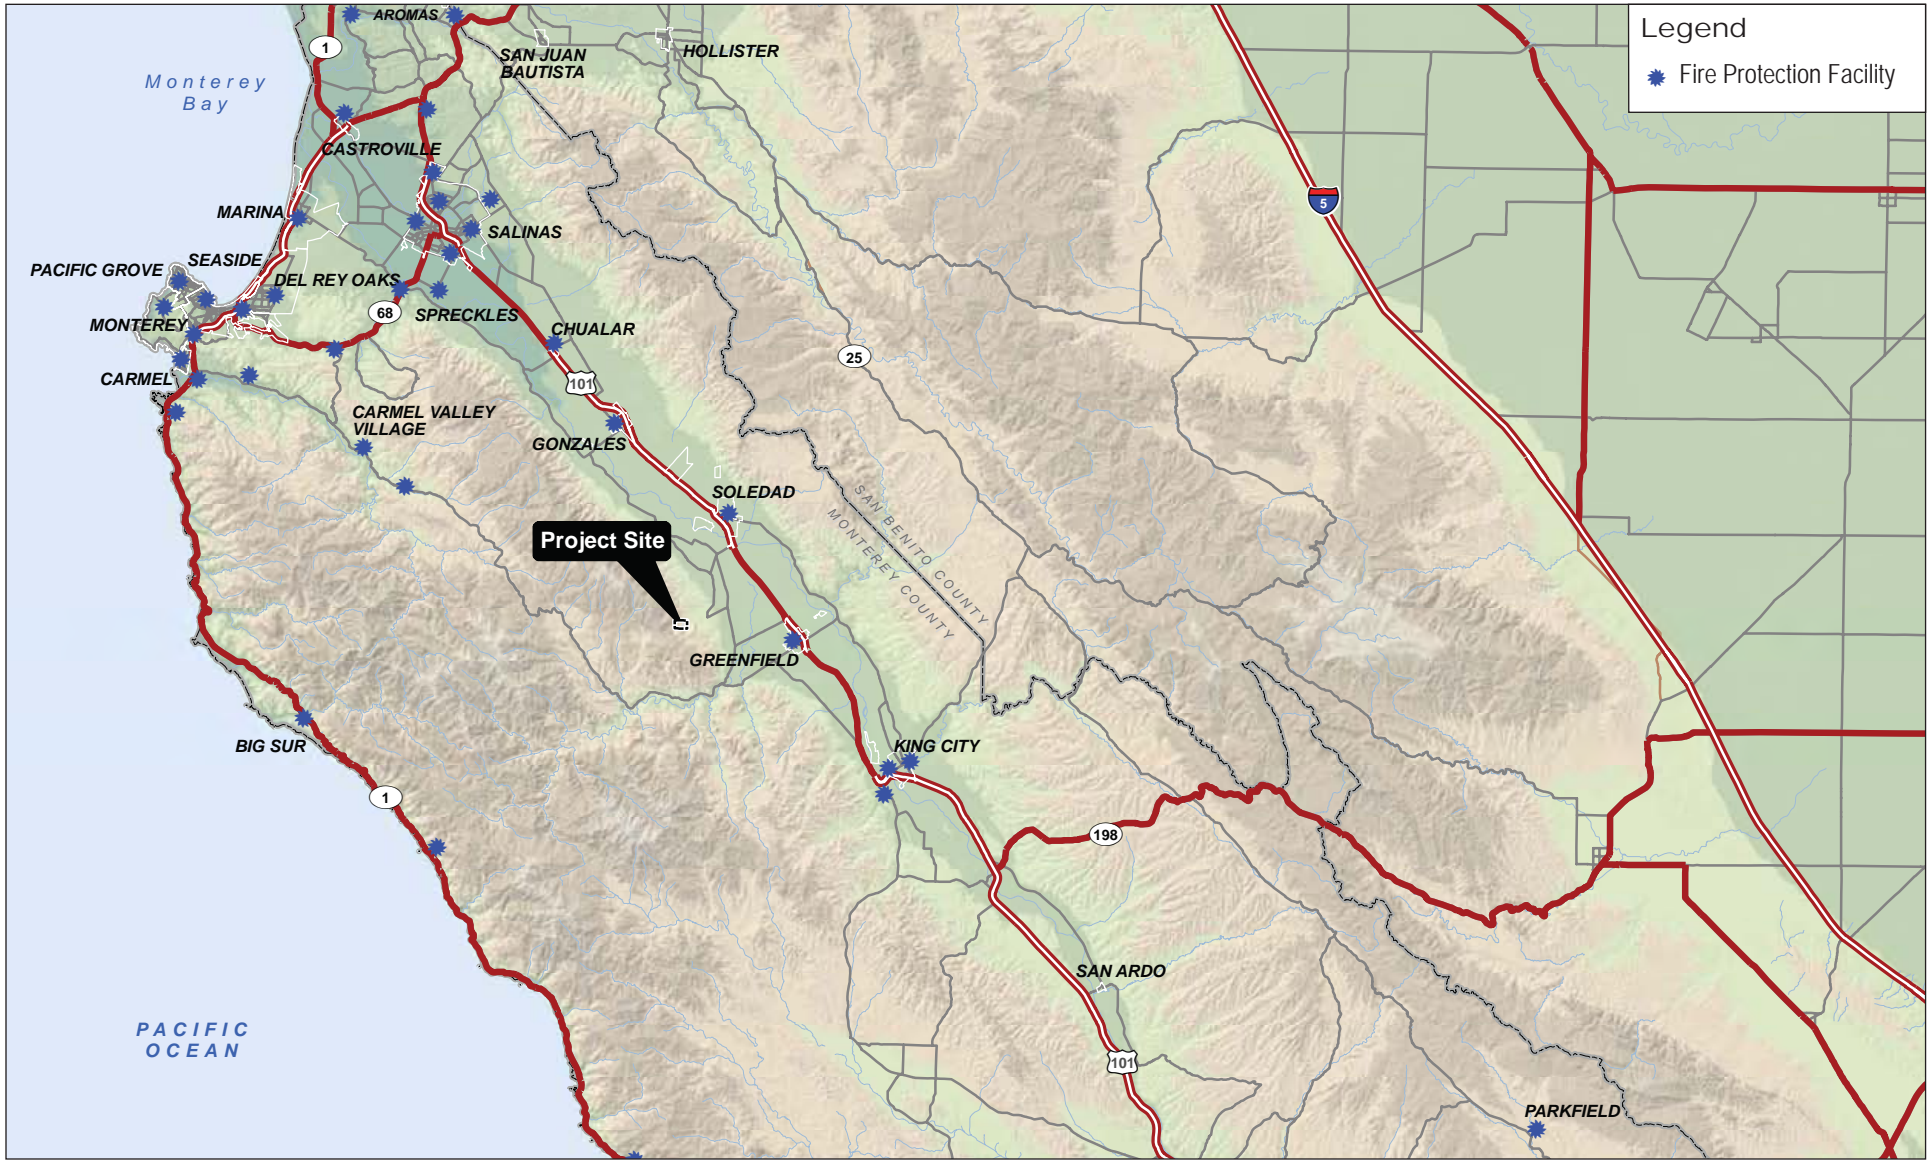 Legend
Fire Protection Facility
AROMAS
1
SAN JUAN
BAUTISTA
HOLLISTER
Monterey
Bay
CASTROVILLE
5
MARINA
SALINAS
PACIFIC GROVE
SEASIDE
DEL REY OAKS
68
SPRECKLES
MONTEREY
CHUALAR
25
CARMEL
101
CARMEL VALLEY
VILLAGE
GONZALES
SOLEDAD
SAN BENITO COUNTY
MONTEREY COUNTY
Project Site
GREENFIELD
BIG SUR
KING CITY
1
198
SAN ARDO
PACIFIC
OCEAN
101
PARKFIELD